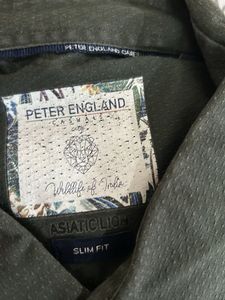 PETER ENGLAND CASUALS
PETER ENGLAND
CASUALS
Wildlife of India
ASIATIC LION
SLIM FIT